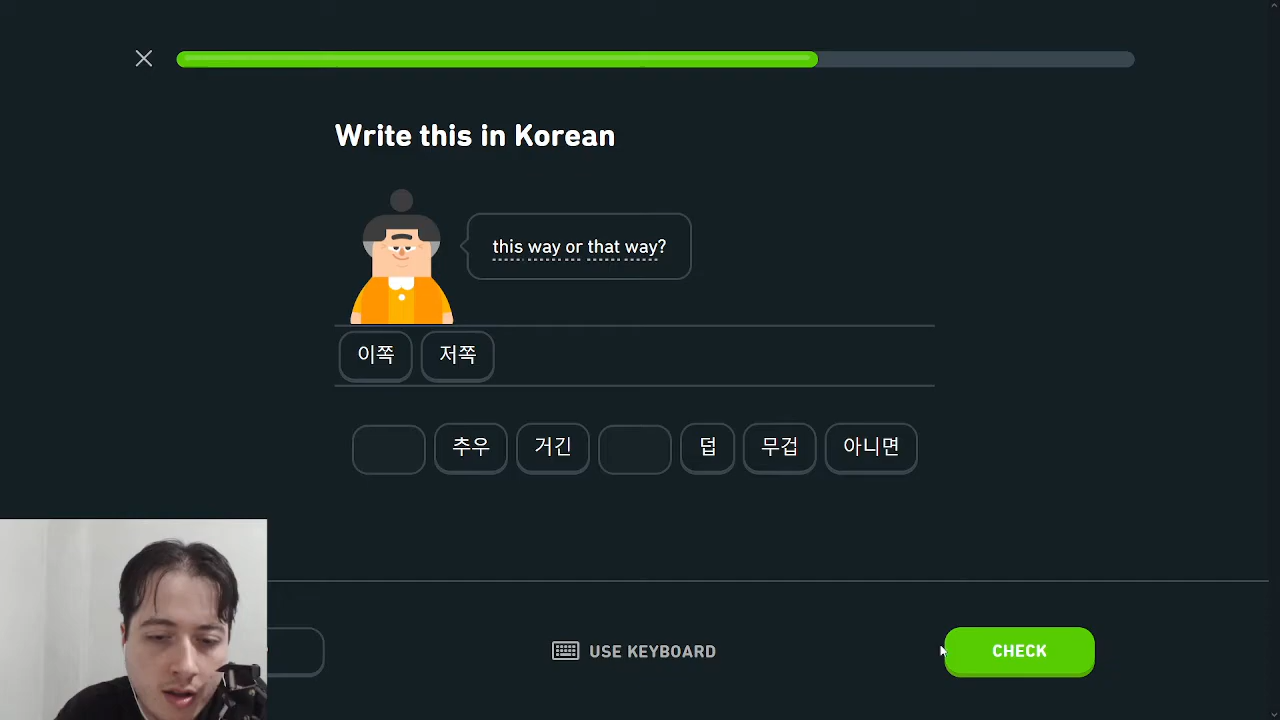 Write this in Korean
this way or that way?
이쪽 저쪽
추우 거긴 덥 무겁 아니면
USE KEYBOARD
CHECK